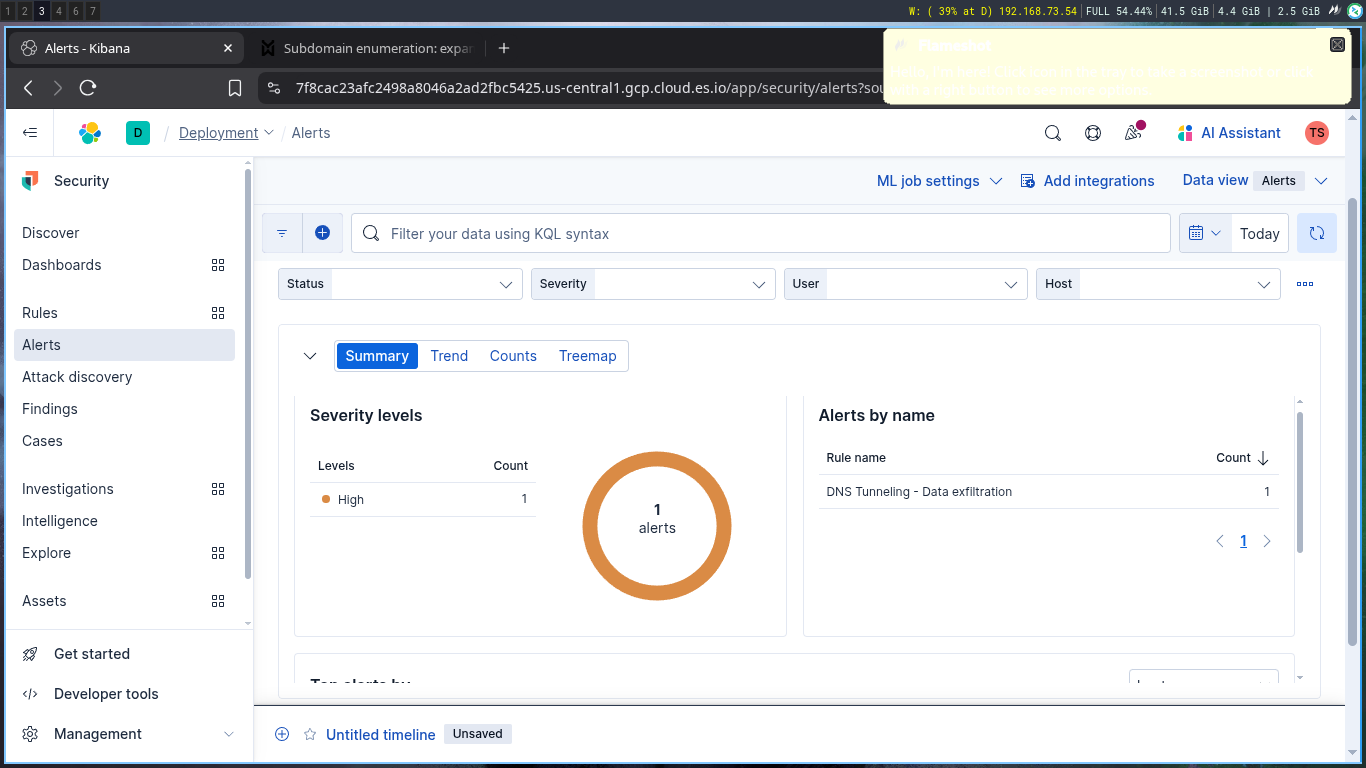 1 2 3 4 6 7
W: ( 39% at D) 192.168.73.54 FULL 54.44% 41.5 GiB 4.4 GiB | 2.5 GiB
Alerts - Kibana
Subdomain enumeration: expa
7f8cac23afc2498a8046a2ad2fbc5425.us-central1.gcp.cloud.es.io/app/security/alerts?sou
D / Deployment / Alerts
AI Assistant
TS
Security
ML job settings
Add integrations
Data view Alerts
Discover
Dashboards
Rules
Alerts
Attack discovery
Findings
Cases
Investigations
Intelligence
Explore
Assets
Get started
Developer tools
Management
Filter your data using KQL syntax
Today
Status
Severity
User
Host
Summary Trend Counts Treemap
Severity levels
Levels Count
High 1
1
alerts
Alerts by name
Rule name Count
DNS Tunneling - Data exfiltration 1
1
Top alerts by
Untitled timeline Unsaved